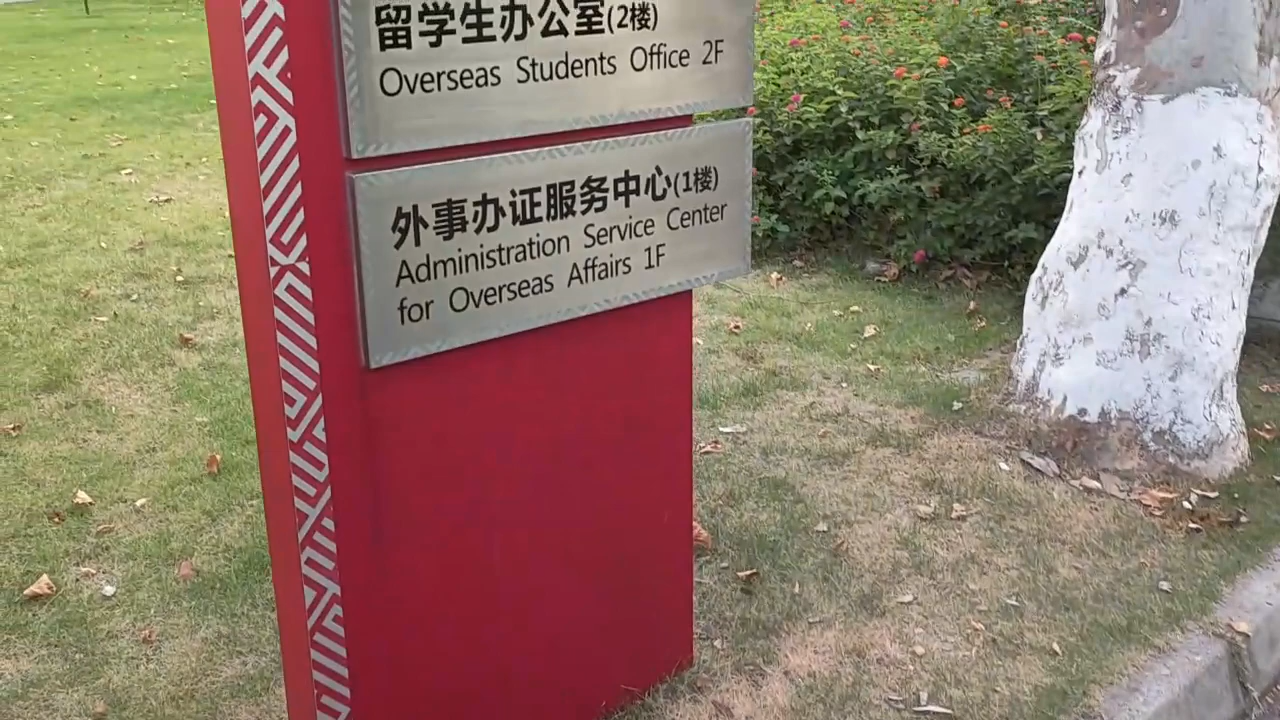 留学生办公室(2楼)
Overseas Students Office 2F
外事办证服务中心(1楼)
Administration Service Center
for Overseas Affairs 1F